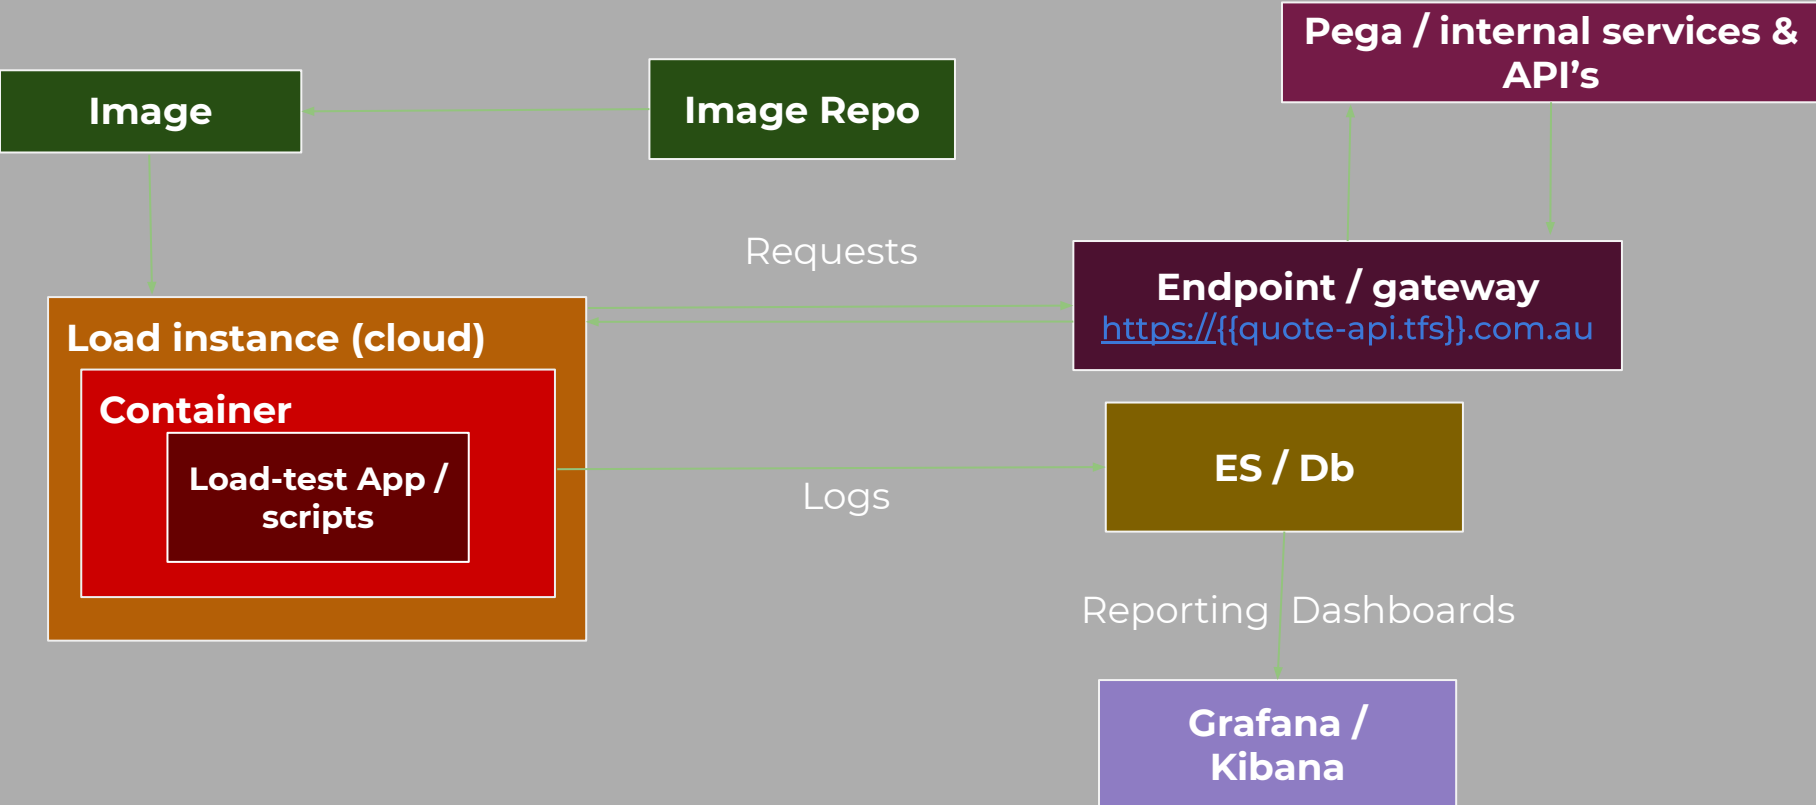 Pega / internal services &
API’s
Image
Image Repo
Requests
Endpoint / gateway
https://{{quote-api.tfs}}.com.au
Load instance (cloud)
Container
Load-test App /
scripts
ES / Db
Logs
Reporting
Dashboards
Grafana /
Kibana